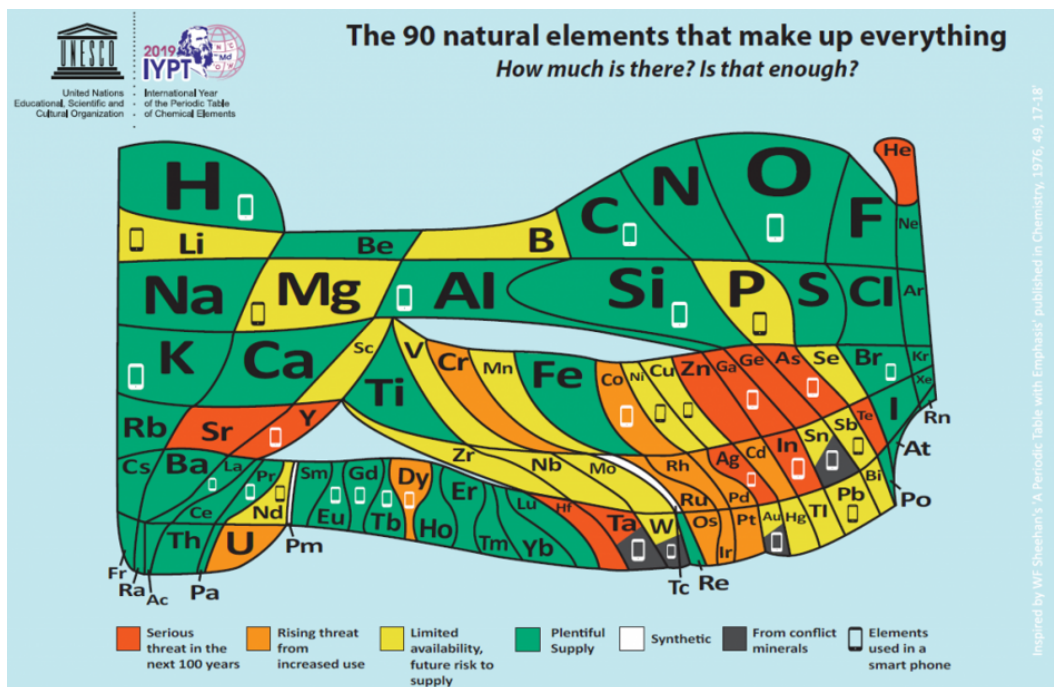 The 90 natural elements that make up everything
How much is there? Is that enough?
UNESCO
United Nations
Educational, Scientific and
Cultural Organization
2019
IYPT
International Year
of the Periodic Table
of Chemical Elements
N
C
Md
H
C
N
O
F
He
Li
Be
B
Ne
Na
Mg
Al
Si
P
S
Cl
Ar
K
Ca
Sc
Ti
V
Cr
Mn
Fe
Co
Ni
Cu
Zn
Ga
Ge
As
Se
Br
Kr
Rb
Sr
Y
Zr
Nb
Mo
Rh
Ru
Pd
Ag
Cd
In
Sn
Sb
Te
I
Xe
Rn
At
Po
Cs
Ba
La
Pr
Ce
Nd
Pm
Sm
Eu
Gd
Tb
Dy
Ho
Er
Tm
Yb
Lu
Hf
Ta
W
Tc
Re
Os
Ir
Pt
Au
Hg
Tl
Pb
Bi
Fr
Ra
Ac
Th
Pa
U
Serious
threat in the
next 100 years
Rising threat
from
increased use
Limited
availability,
future risk to
supply
Plentiful
Supply
Synthetic
From conflict
minerals
Elements
used in a
smart phone
Inspired by WF Sheehan's 'A Periodic Table with Emphasis' published in Chemistry, 1976, 49, 17-18'